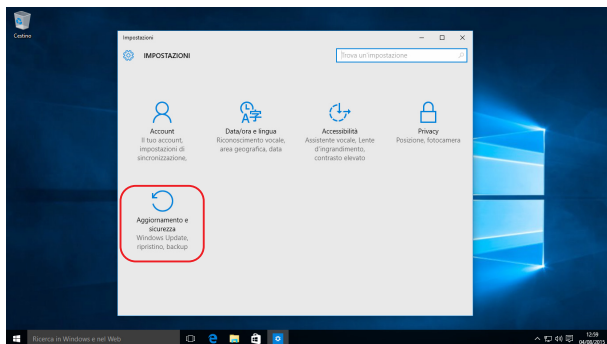 Cestino
Impostazioni
IMPOSTAZIONI
Trova un'impostazione
Account
Il tuo account,
impostazioni di
sincronizzazione,
Data/ora e lingua
Riconoscimento vocale,
area geografica, data
Accessibilità
Assistente vocale, Lente
d'ingrandimento,
contrasto elevato
Privacy
Posizione, fotocamera
Aggiornamento e
sicurezza
Windows Update,
ripristino, backup
Ricerca in Windows e nel Web
12:59
04/08/2015